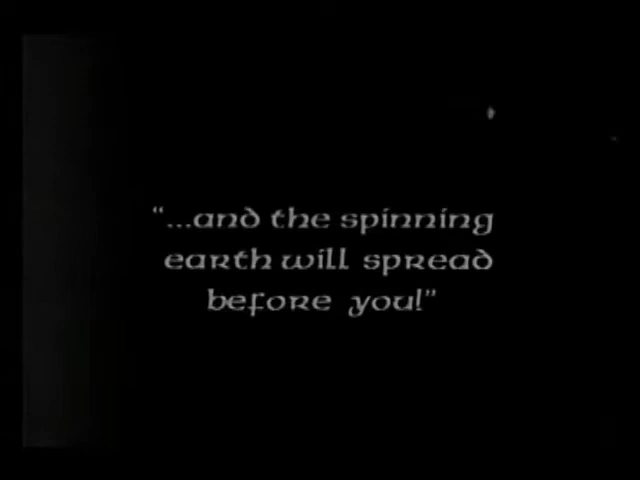 "...and the spinning
earth will spread
before you!"